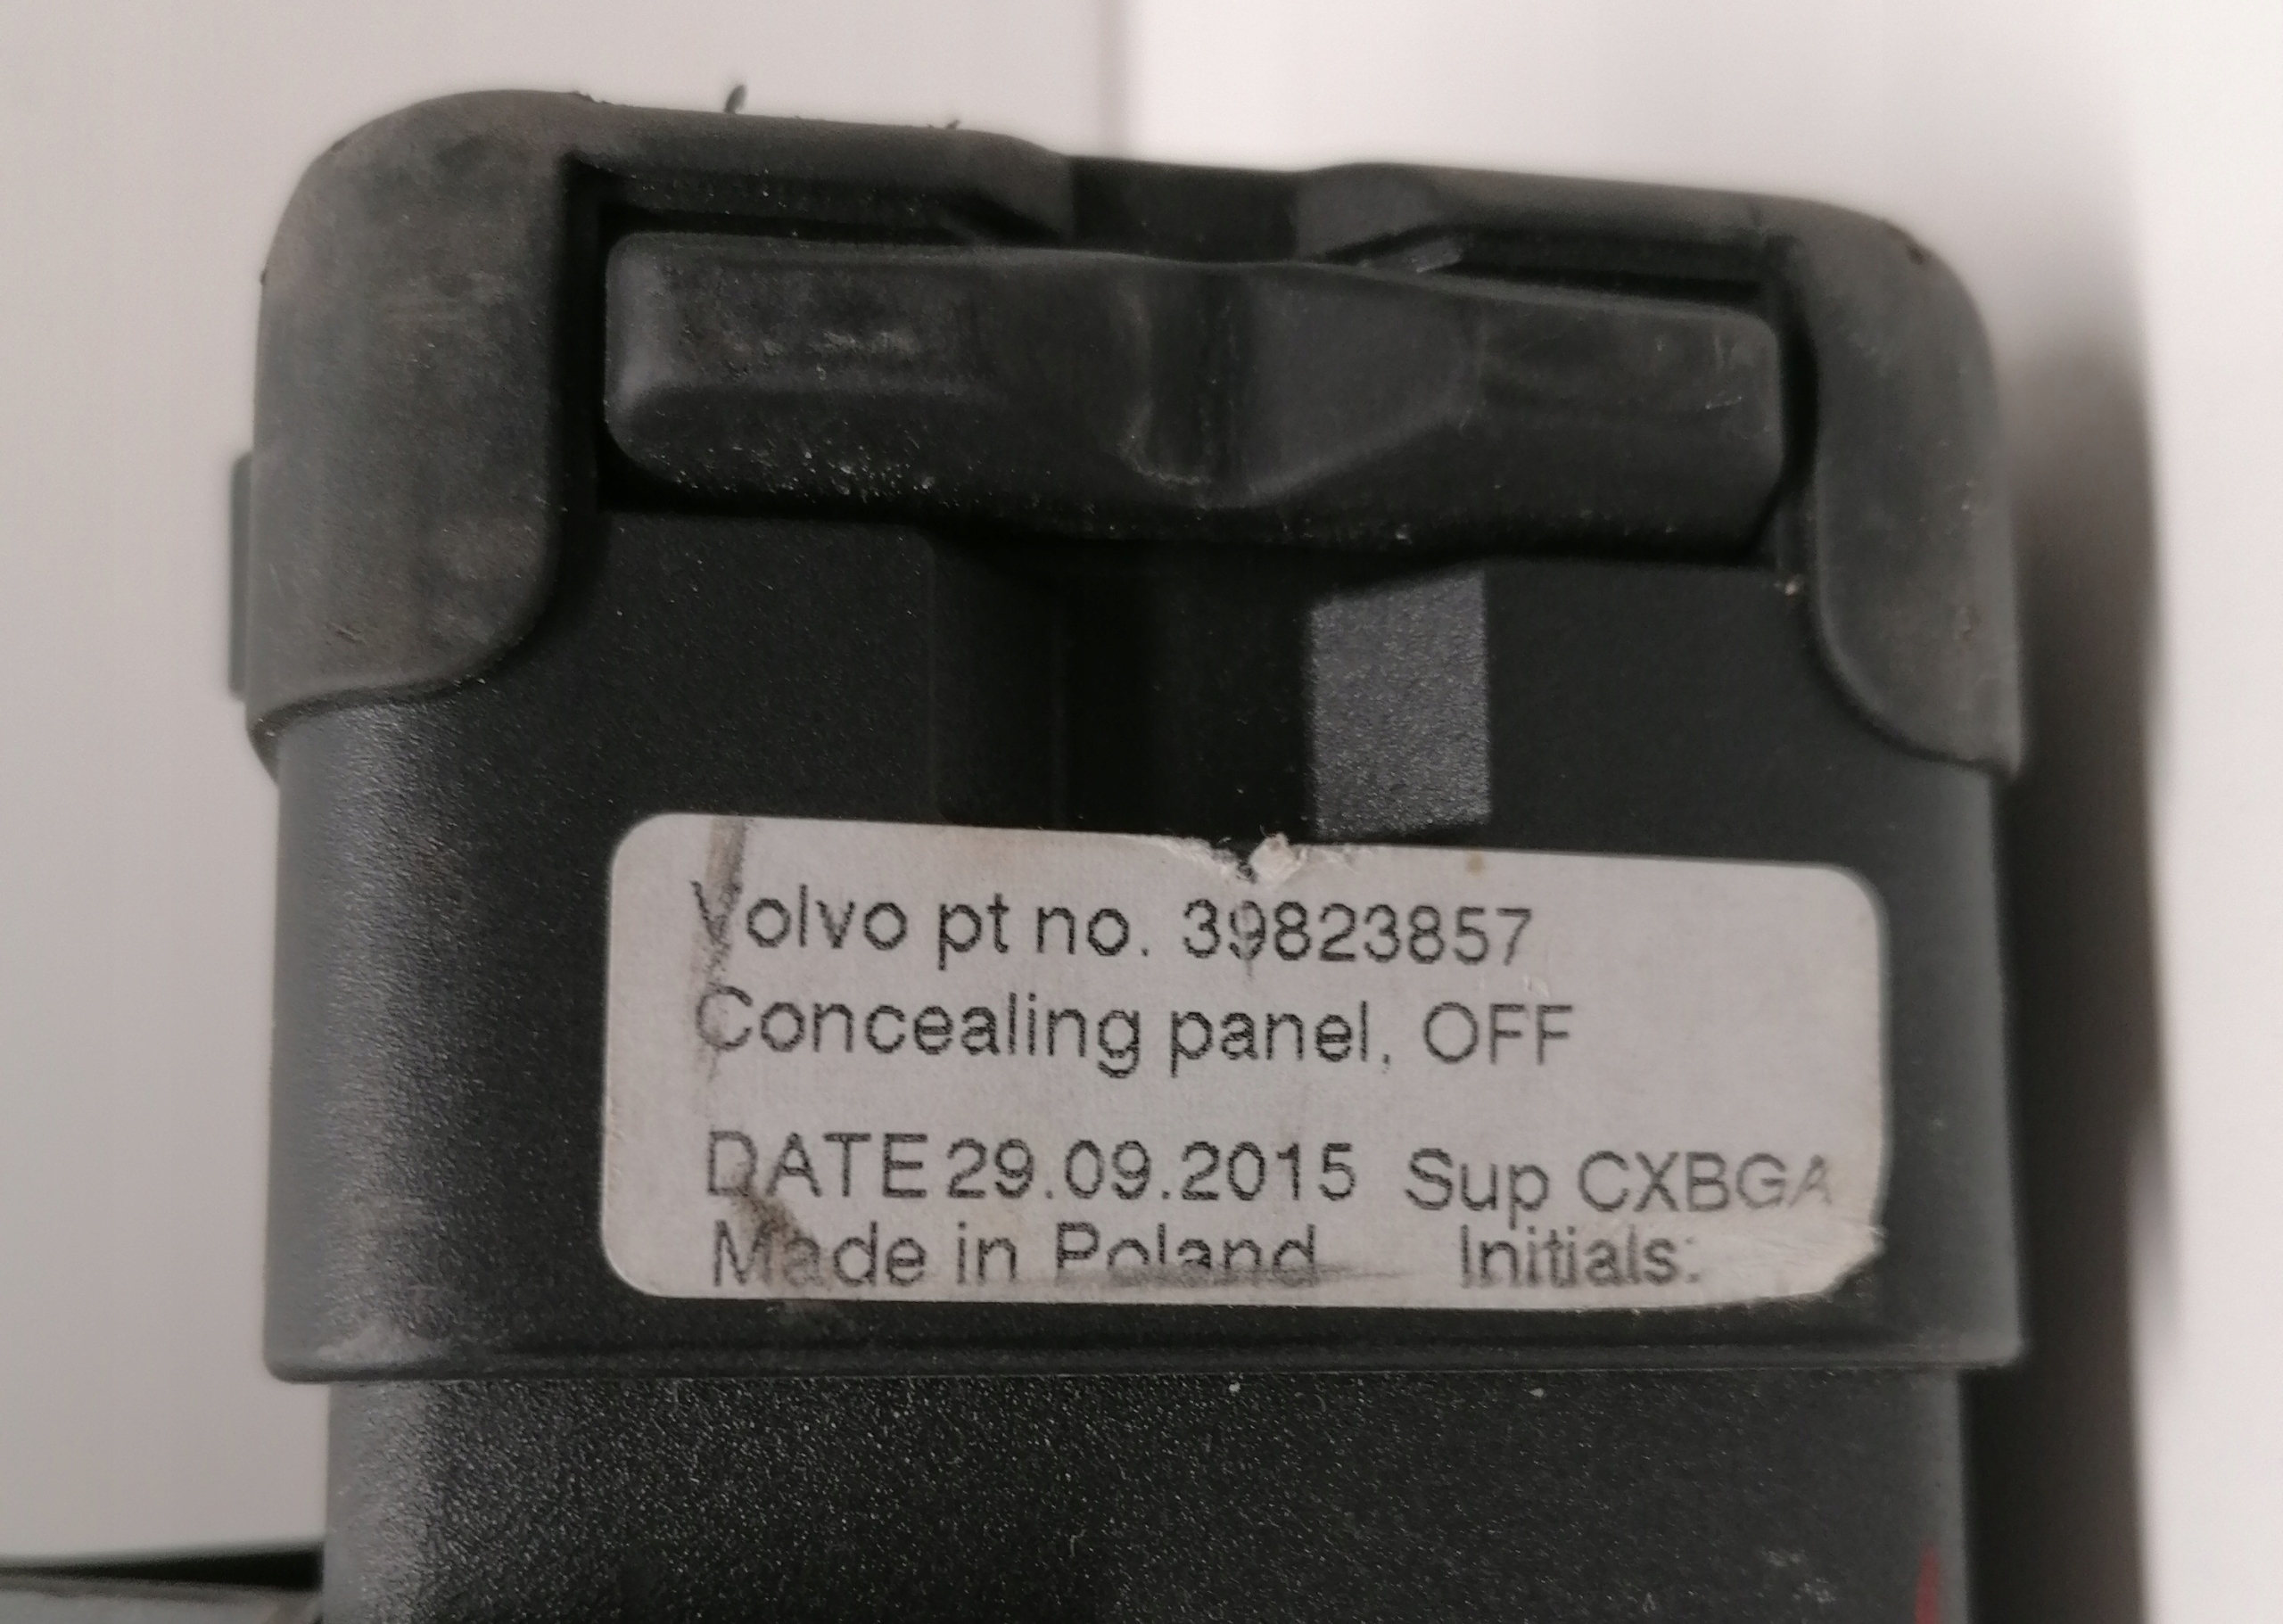 Volvo pt no. 39823857
Concealing panel, OFF
DATE 29.09.2015 Sup CXBGA
Made in Poland Initials: